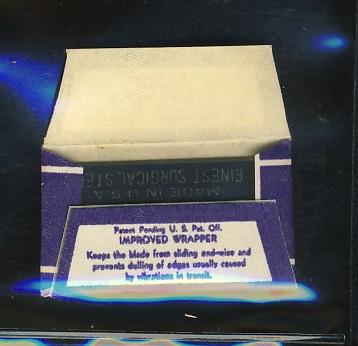 MADE IN U.S.A
FINEST SURGICAL STE
Patent Pending U. S. Pat. Off.
IMPROVED WRAPPER
Keeps the blade from sliding end-wise and
prevents dulling of edges usually caused
by vibrations in transit.